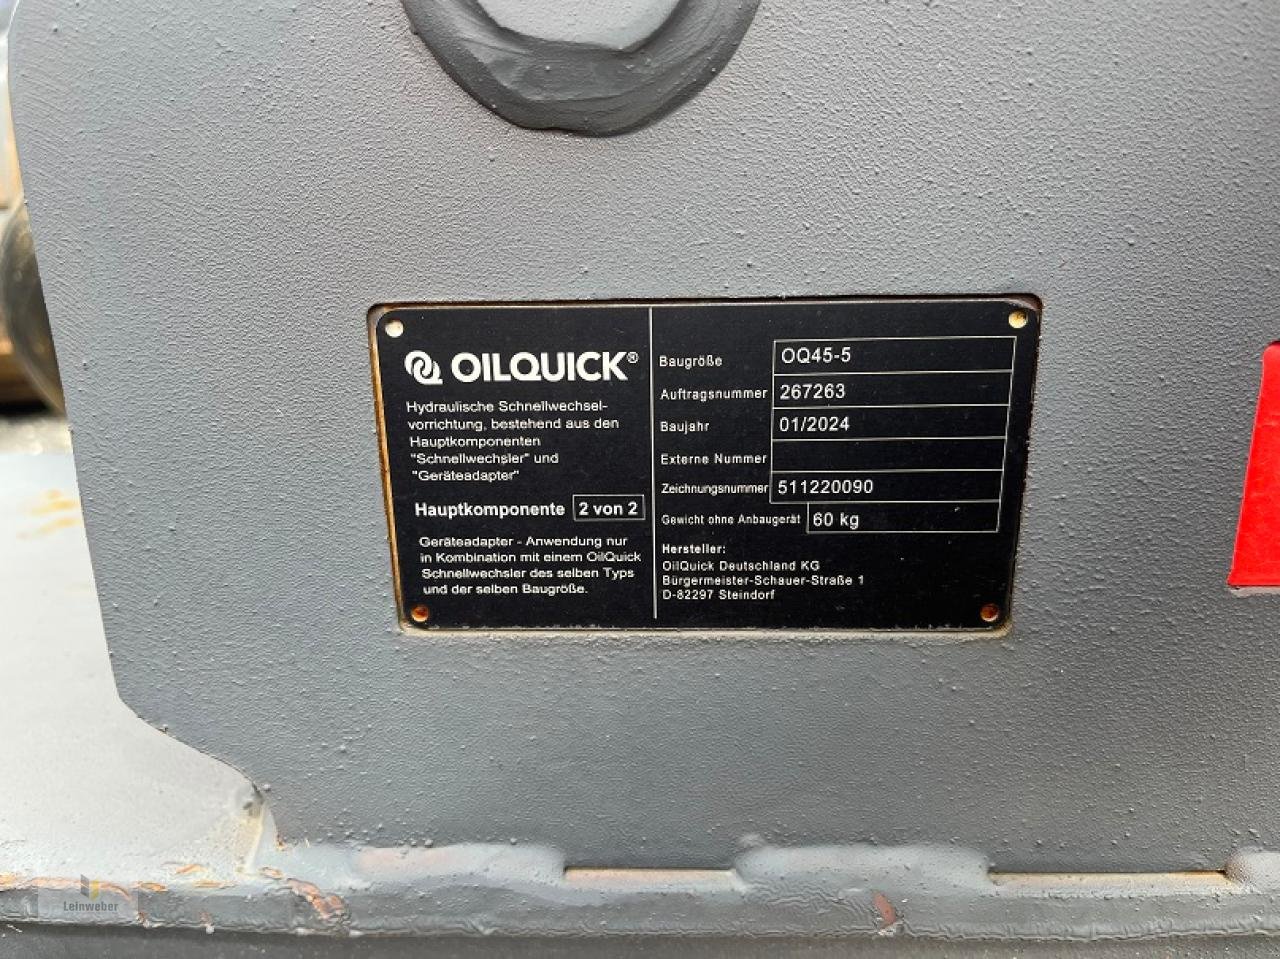 OILQUICK®
Hydraulische Schnellwechsel-
vorrichtung, bestehend aus den
Hauptkomponenten
"Schnellwechsler" und
"Geräteadapter"
Hauptkomponente 2 von 2
Geräteadapter - Anwendung nur
in Kombination mit einem OilQuick
Schnellwechsler des selben Typs
und der selben Baugröße.
Baugröße OQ45-5
Auftragsnummer 267263
Baujahr 01/2024
Externe Nummer
Zeichnungsnummer 511220090
Gewicht ohne Anbaugerät 60 kg
Hersteller:
OilQuick Deutschland KG
Bürgermeister-Schauer-Straße 1
D-82297 Steindorf
Leinweber